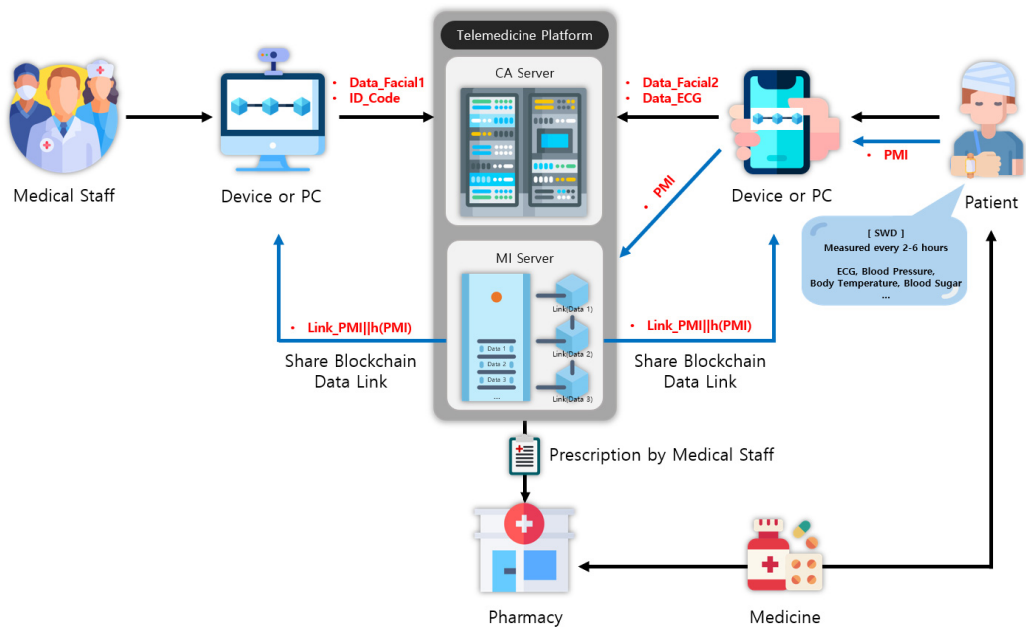 Telemedicine Platform
CA Server
• Data_Facial1
• ID_Code
• Data_Facial2
• Data_ECG
• PMI
• PMI
Medical Staff
Device or PC
Device or PC
Patient
[ SWD ]
Measured every 2-6 hours
ECG, Blood Pressure,
Body Temperature, Blood Sugar
...
MI Server
Link(Data 1)
Link(Data 2)
Link(Data 3)
Data 1
Data 2
Data 3
...
• Link_PMI||h(PMI)
Share Blockchain
Data Link
• Link_PMI||h(PMI)
Share Blockchain
Data Link
Prescription by Medical Staff
Pharmacy
Medicine